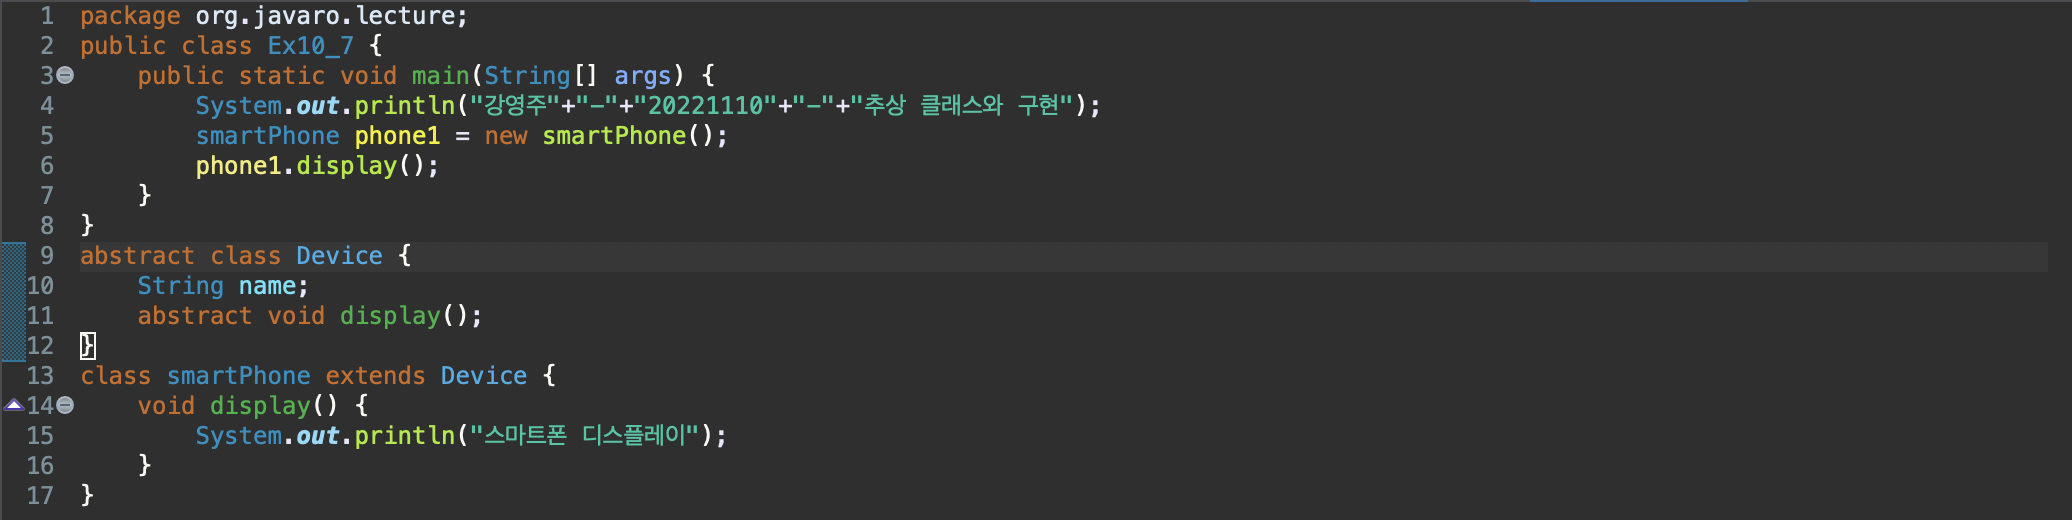 1 package org.javaro.lecture;
2 public class Ex10_7 {
3 public static void main(String[] args) {
4 System.out.println("강영주"+"-"+"20221110"+"-"+"추상 클래스와 구현");
5 smartPhone phone1 = new smartPhone();
6 phone1.display();
7 }
8 }
9 abstract class Device {
10 String name;
11 abstract void display();
12 }
13 class smartPhone extends Device {
14 void display() {
15 System.out.println("스마트폰 디스플레이");
16 }
17 }